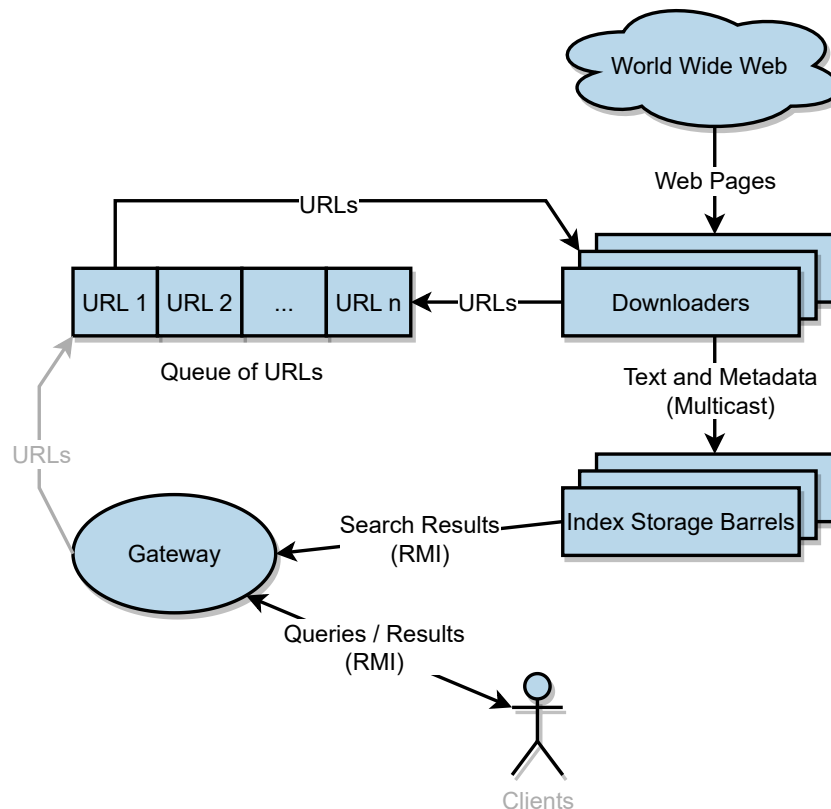 World Wide Web
Web Pages
URLs
URL 1
URL 2
...
URL n
URLs
Downloaders
Queue of URLs
Text and Metadata
(Multicast)
URLs
Index Storage Barrels
Search Results
(RMI)
Gateway
Queries / Results
(RMI)
Clients